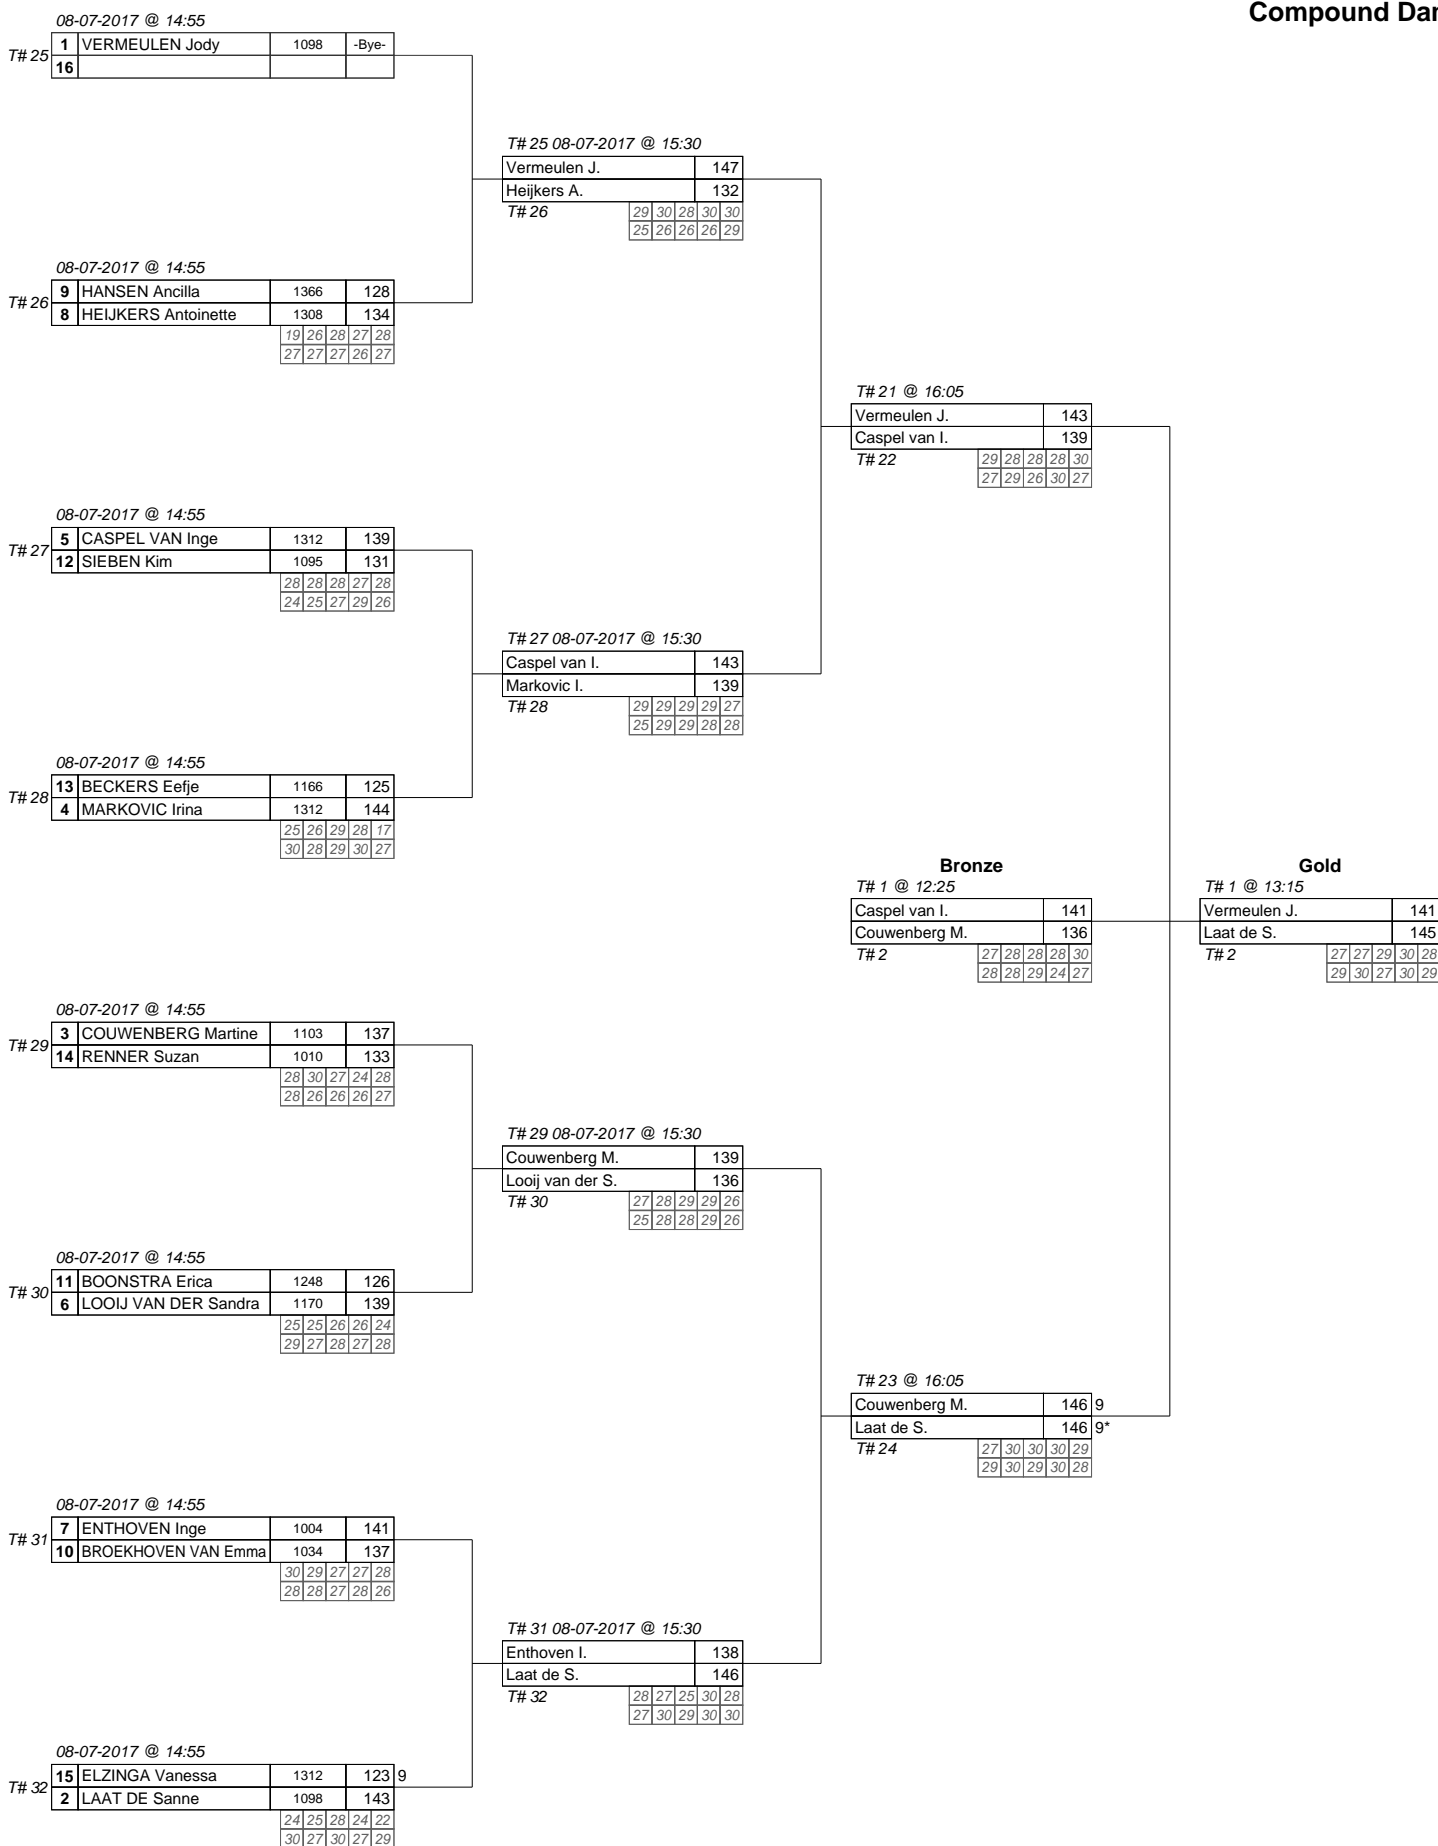 Compound Dar
08-07-2017 @ 14:55
T# 25
1 VERMEULEN Jody 1098 -Bye-
16
T# 25 08-07-2017 @ 15:30
Vermeulen J. 147
Heijkers A. 132
T# 26 29 30 28 30 30
25 26 26 26 29
08-07-2017 @ 14:55
T# 26
9 HANSEN Ancilla 1366 128
8 HEIJKERS Antoinette 1308 134
19 26 28 27 28
27 27 27 26 27
T# 21 @ 16:05
Vermeulen J. 143
Caspel van I. 139
T# 22 29 28 28 28 30
27 29 26 30 27
08-07-2017 @ 14:55
T# 27
5 CASPEL VAN Inge 1312 139
12 SIEBEN Kim 1095 131
28 28 28 27 28
24 25 27 29 26
T# 27 08-07-2017 @ 15:30
Caspel van I. 143
Markovic I. 139
T# 28 29 29 29 29 27
25 29 29 28 28
08-07-2017 @ 14:55
T# 28
13 BECKERS Eefje 1166 125
4 MARKOVIC Irina 1312 144
25 26 29 28 17
30 28 29 30 27
Bronze
T# 1 @ 12:25
Caspel van I. 141
Couwenberg M. 136
T# 2 27 28 28 28 30
28 28 29 24 27
Gold
T# 1 @ 13:15
Vermeulen J. 141
Laat de S. 145
T# 2 27 27 29 30 28
29 30 27 30 29
08-07-2017 @ 14:55
T# 29
3 COUWENBERG Martine 1103 137
14 RENNER Suzan 1010 133
28 30 27 24 28
28 26 26 26 27
T# 29 08-07-2017 @ 15:30
Couwenberg M. 139
Looij van der S. 136
T# 30 27 28 29 29 26
25 28 28 29 26
08-07-2017 @ 14:55
T# 30
11 BOONSTRA Erica 1248 126
6 LOOIJ VAN DER Sandra 1170 139
25 25 26 26 24
29 27 28 27 28
T# 23 @ 16:05
Couwenberg M. 146 9
Laat de S. 146 9*
T# 24 27 30 30 30 29
29 30 29 30 28
08-07-2017 @ 14:55
T# 31
7 ENTHOVEN Inge 1004 141
10 BROEKHOVEN VAN Emma 1034 137
30 29 27 27 28
28 28 27 28 26
T# 31 08-07-2017 @ 15:30
Enthoven I. 138
Laat de S. 146
T# 32 28 27 25 30 28
27 30 29 30 30
08-07-2017 @ 14:55
T# 32
15 ELZINGA Vanessa 1312 123 9
2 LAAT DE Sanne 1098 143
24 25 28 24 22
30 27 30 27 29